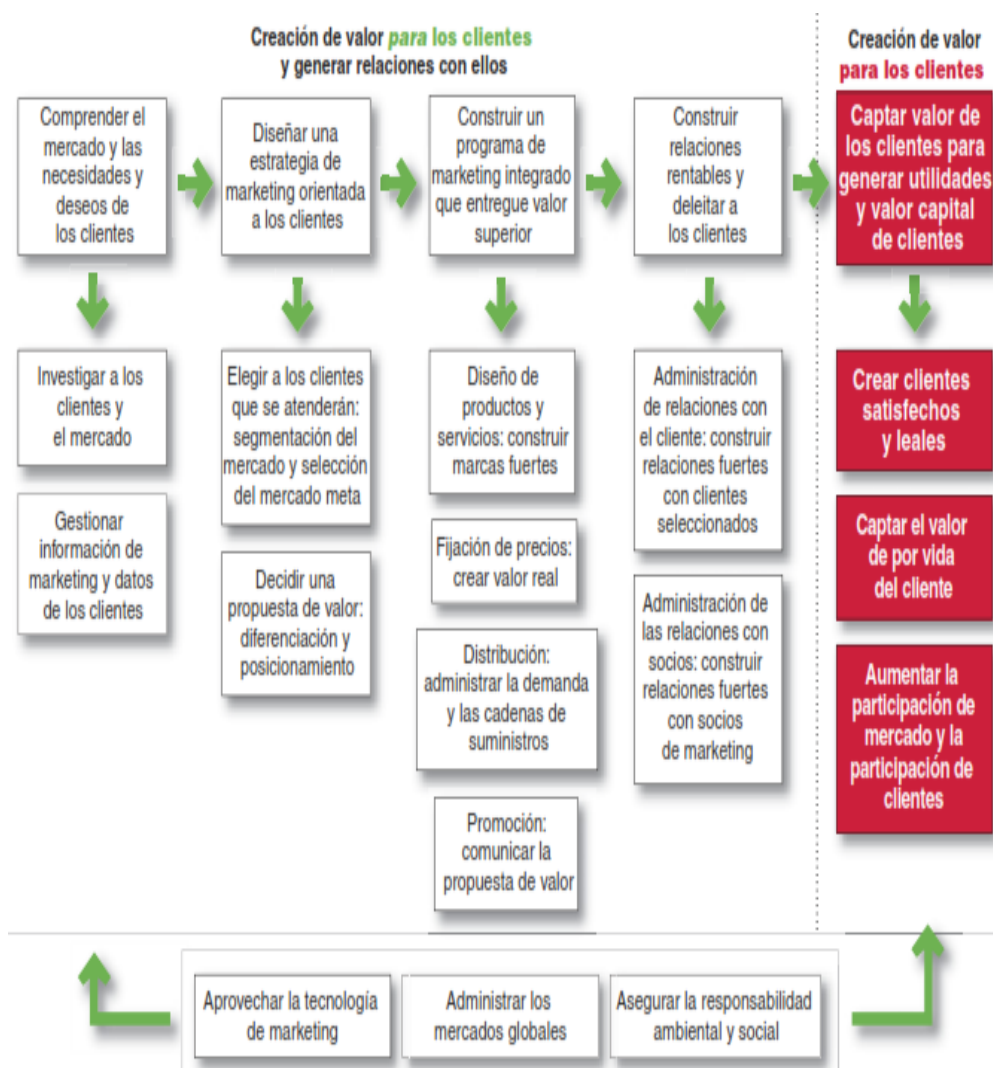 Creación de valor para los clientes
y generar relaciones con ellos
Creación de valor
para los clientes
Comprender el
mercado y las
necesidades y
deseos de
los clientes
Diseñar una
estrategia de
marketing orientada
a los clientes
Construir un
programa de
marketing integrado
que entregue valor
superior
Construir
relaciones
rentables y
deleitar a
los clientes
Captar valor de
los clientes para
generar utilidades
y valor capital
de clientes
Investigar a los
clientes y
el mercado
Gestionar
información de
marketing y datos
de los clientes
Elegir a los clientes
que se atenderán:
segmentación del
mercado y selección
del mercado meta
Decidir una
propuesta de valor:
diferenciación y
posicionamiento
Diseño de
productos y
servicios: construir
marcas fuertes
Fijación de precios:
crear valor real
Distribución:
administrar la demanda
y las cadenas de
suministros
Promoción:
comunicar la
propuesta de valor
Administración
de relaciones con
el cliente: construir
relaciones fuertes
con clientes
seleccionados
Administración de
las relaciones con
socios: construir
relaciones fuertes
con socios
de marketing
Crear clientes
satisfechos
y leales
Captar el valor
de por vida
del cliente
Aumentar la
participación de
mercado y la
participación de
clientes
Aprovechar la tecnología
de marketing
Administrar los
mercados globales
Asegurar la responsabilidad
ambiental y social